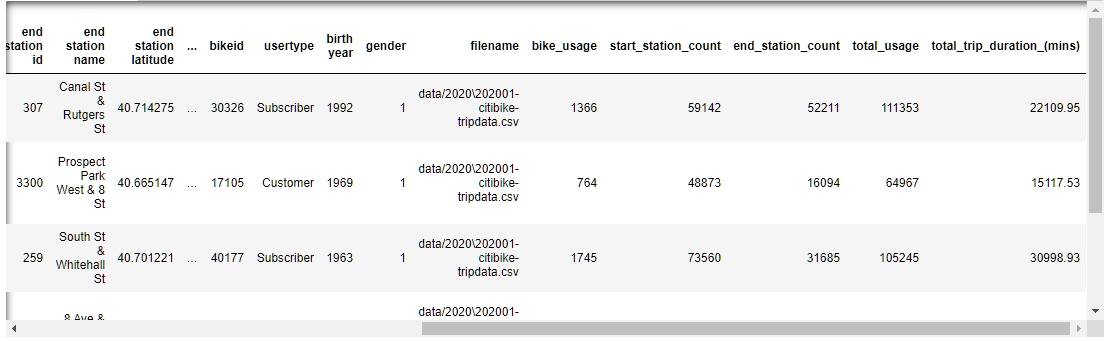 end station id end station name end station latitude ... bikeid usertype birth year gender filename bike_usage start_station_count end_station_count total_usage total_trip_duration_(mins)
307 Canal St & Rutgers St 40.714275 ... 30326 Subscriber 1992 1 data/2020\202001-citibike-tripdata.csv 1366 59142 52211 111353 22109.95
3300 Prospect Park West & 8 St 40.665147 ... 17105 Customer 1969 1 data/2020\202001-citibike-tripdata.csv 764 48873 16094 64967 15117.53
259 South St & Whitehall St 40.701221 ... 40177 Subscriber 1963 1 data/2020\202001-citibike-tripdata.csv 1745 73560 31685 105245 30998.93
8 Ave & data/2020\202001-